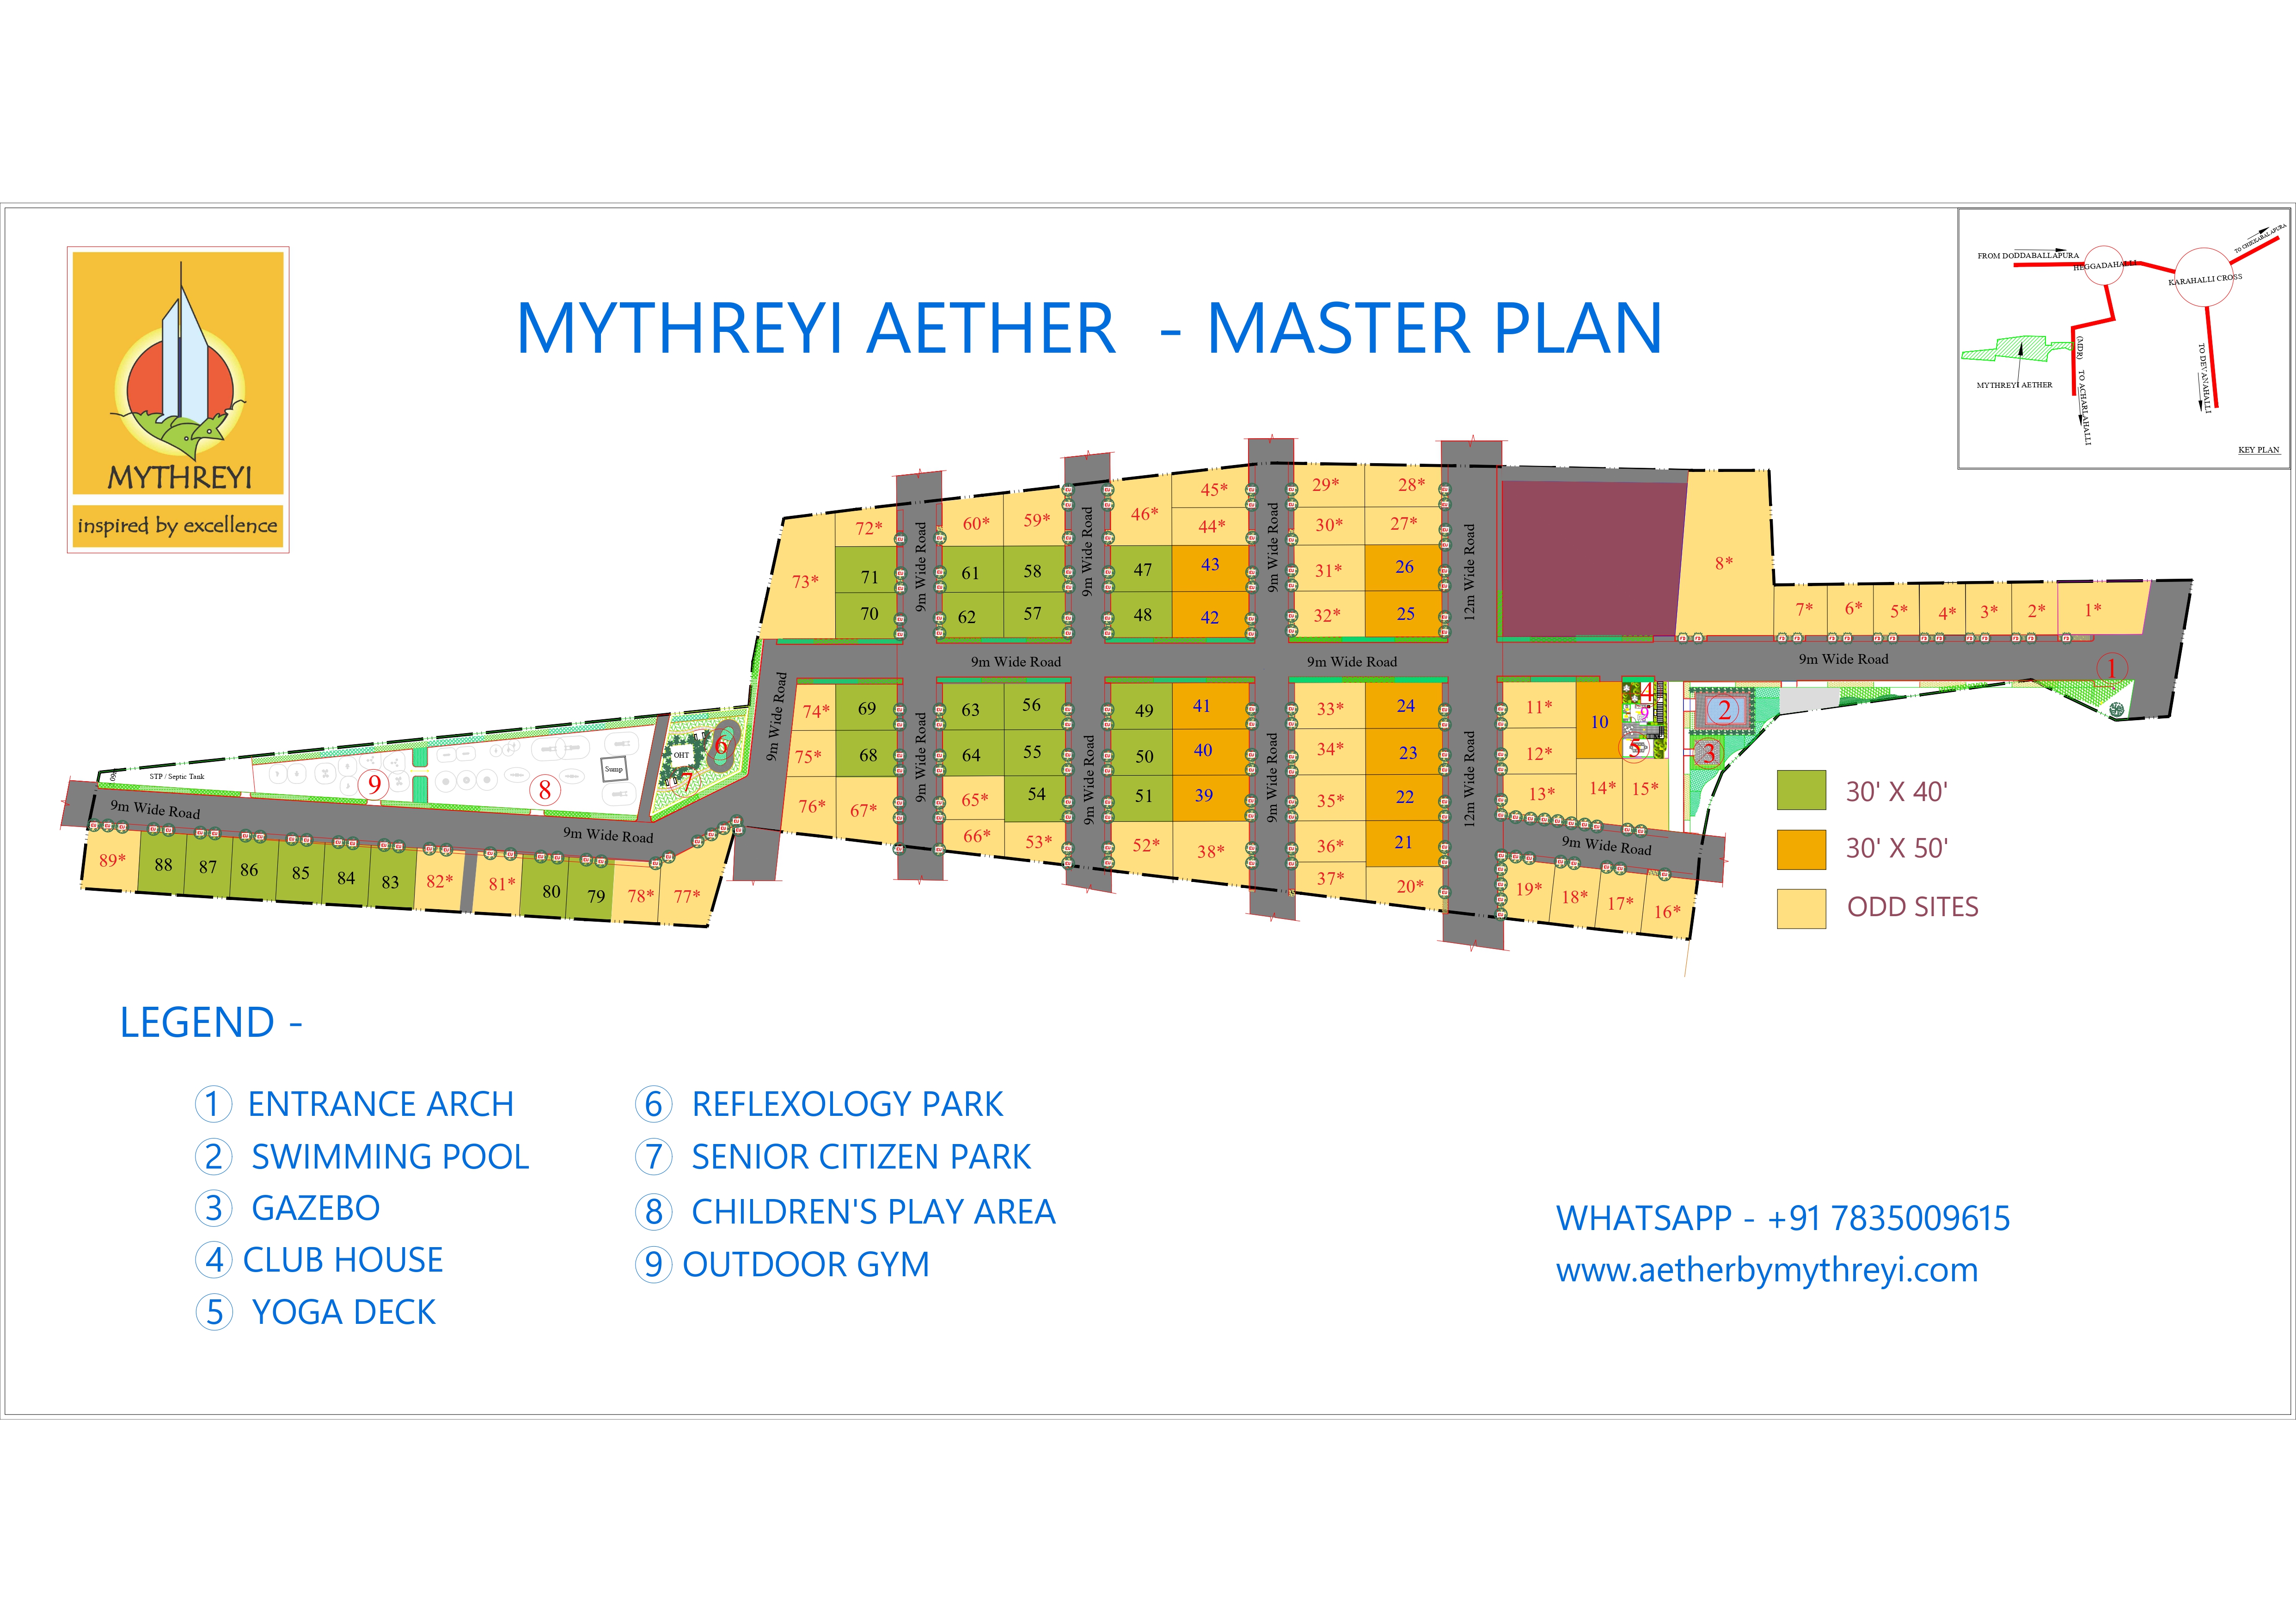 MYTHREYI
inspired by excellence
MYTHREYI AETHER - MASTER PLAN
FROM DODDABALLAPURA
HEGGADAHALLI
KARAHALLI CROSS
TO CHIKKABALAPURA
MYTHREYI AETHER
(MDR) TO ACHARLAHALLI
TO DEVANAHALLI
KEY PLAN
45* 29* 28*
72* 60* 59* 46* 44* 30* 27*
73* 71 61 58 47 43 31* 26 8*
70 62 57 48 42 32* 25
7* 6* 5* 4* 3* 2* 1*
9m Wide Road
9m Wide Road
9m Wide Road
12m Wide Road
9m Wide Road
9m Wide Road
9m Wide Road
1
74* 69 63 56 49 41 33* 24 11* 10 4 9 2
75* 68 64 55 50 40 34* 23 12* 5 3
76* 67* 65* 54 51 39 35* 22 13* 14* 15*
66* 53* 52* 38* 36* 21
37* 20* 19* 18* 17* 16*
9m Wide Road
9m Wide Road
9m Wide Road
9m Wide Road
12m Wide Road
9m Wide Road
STP / Septic Tank
9
8
Sump
OHT
6
7
9m Wide Road
9m Wide Road
89* 88 87 86 85 84 83 82* 81* 80 79 78* 77*
30' X 40'
30' X 50'
ODD SITES
LEGEND -
1 ENTRANCE ARCH
2 SWIMMING POOL
3 GAZEBO
4 CLUB HOUSE
5 YOGA DECK
6 REFLEXOLOGY PARK
7 SENIOR CITIZEN PARK
8 CHILDREN'S PLAY AREA
9 OUTDOOR GYM
WHATSAPP - +91 7835009615
www.aetherbymythreyi.com